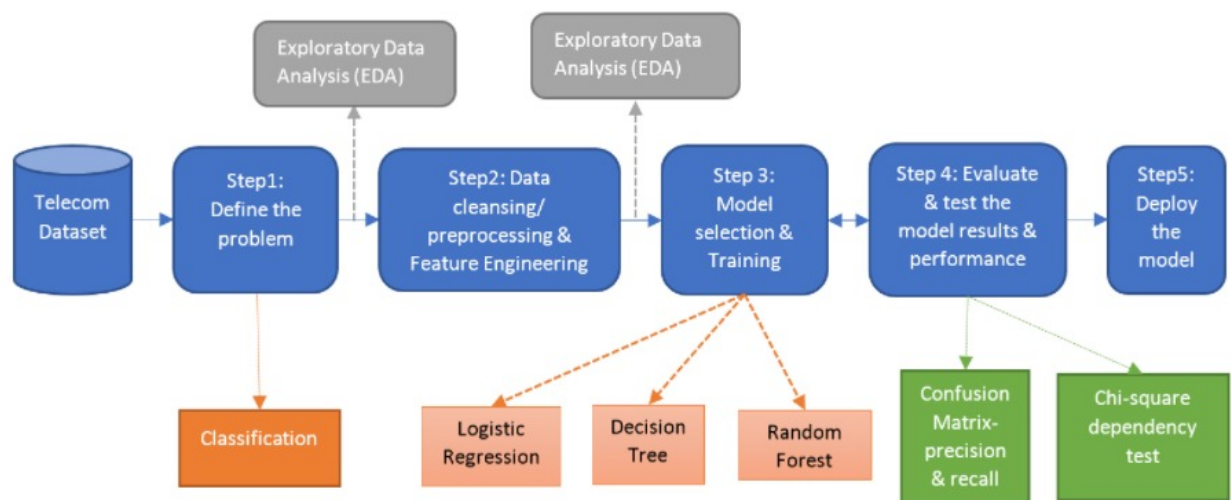 Exploratory Data
Analysis (EDA)
Exploratory Data
Analysis (EDA)
Telecom
Dataset
Step1:
Define the
problem
Step2: Data
cleansing/
preprocessing &
Feature Engineering
Step 3:
Model
selection &
Training
Step 4: Evaluate
& test the
model results &
performance
Step5:
Deploy
the
model
Classification
Logistic
Regression
Decision
Tree
Random
Forest
Confusion
Matrix-
precision
& recall
Chi-square
dependency
test